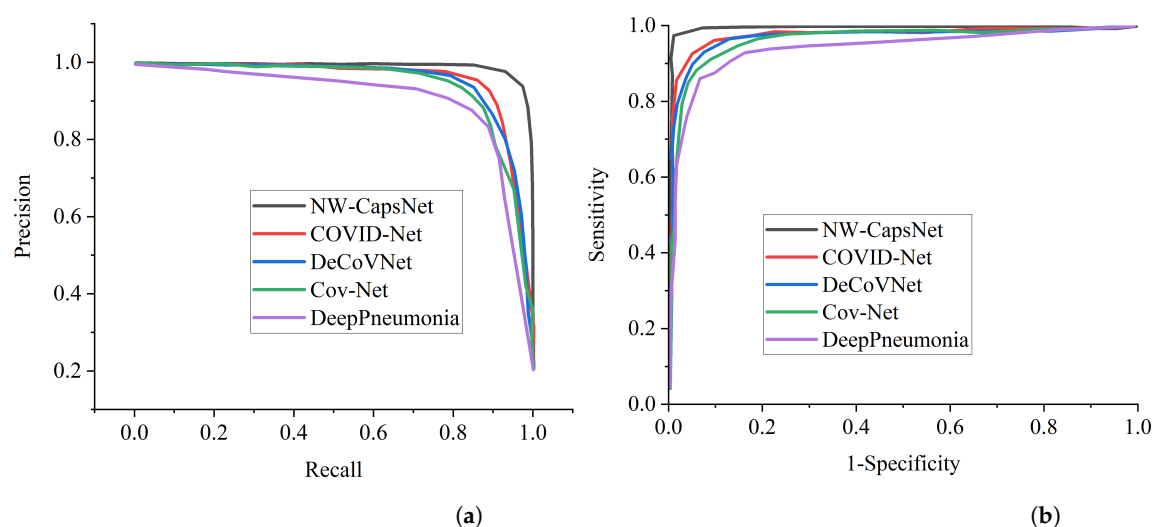 1.0
0.8
0.6
0.4
0.2
Precision
NW-CapsNet
COVID-Net
DeCoVNet
Cov-Net
DeepPneumonia
0.0 0.2 0.4 0.6 0.8 1.0
Recall
(a)
1.0
0.8
0.6
0.4
0.2
0.0
Sensitivity
NW-CapsNet
COVID-Net
DeCoVNet
Cov-Net
DeepPneumonia
0.0 0.2 0.4 0.6 0.8 1.0
1-Specificity
(b)